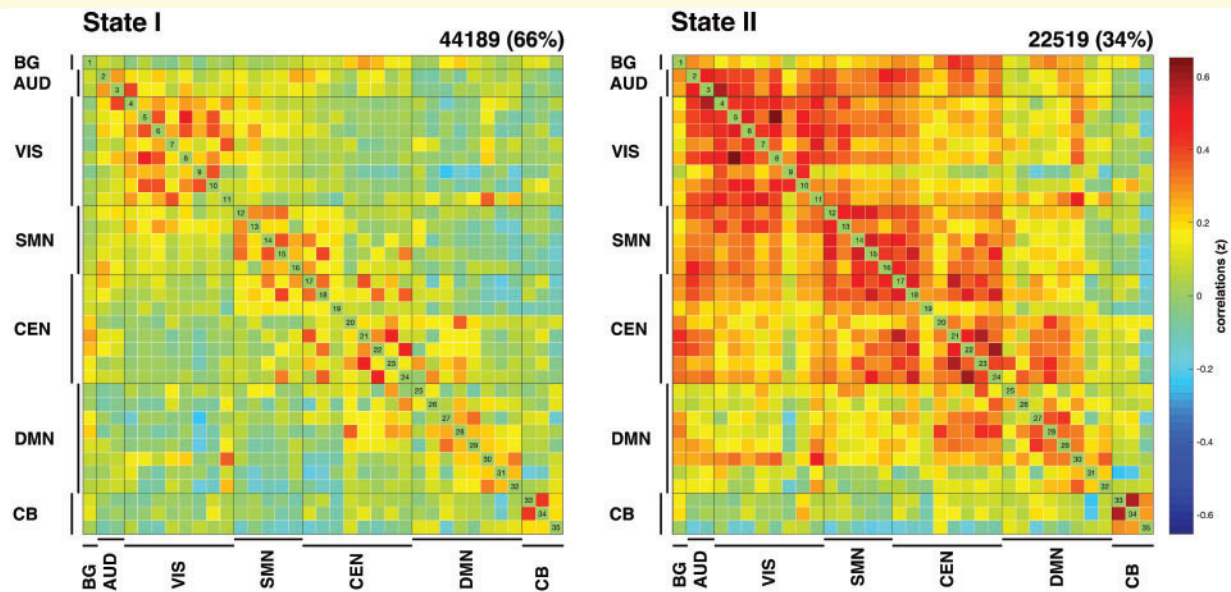 State I
44189 (66%)
State II
22519 (34%)
BG
AUD
VIS
SMN
CEN
DMN
CB
1
2
3
4
5
6
7
8
9
10
11
12
13
14
15
16
17
18
19
20
21
22
23
24
25
26
27
28
29
30
31
32
33
34
35
BG
AUD
VIS
SMN
CEN
DMN
CB
BG
AUD
VIS
SMN
CEN
DMN
CB
1
2
3
4
5
6
7
8
9
10
11
12
13
14
15
16
17
18
19
20
21
22
23
24
25
26
27
28
29
30
31
32
33
34
35
BG
AUD
VIS
SMN
CEN
DMN
CB
0.6
0.4
0.2
0
-0.2
-0.4
-0.6
correlations (z)